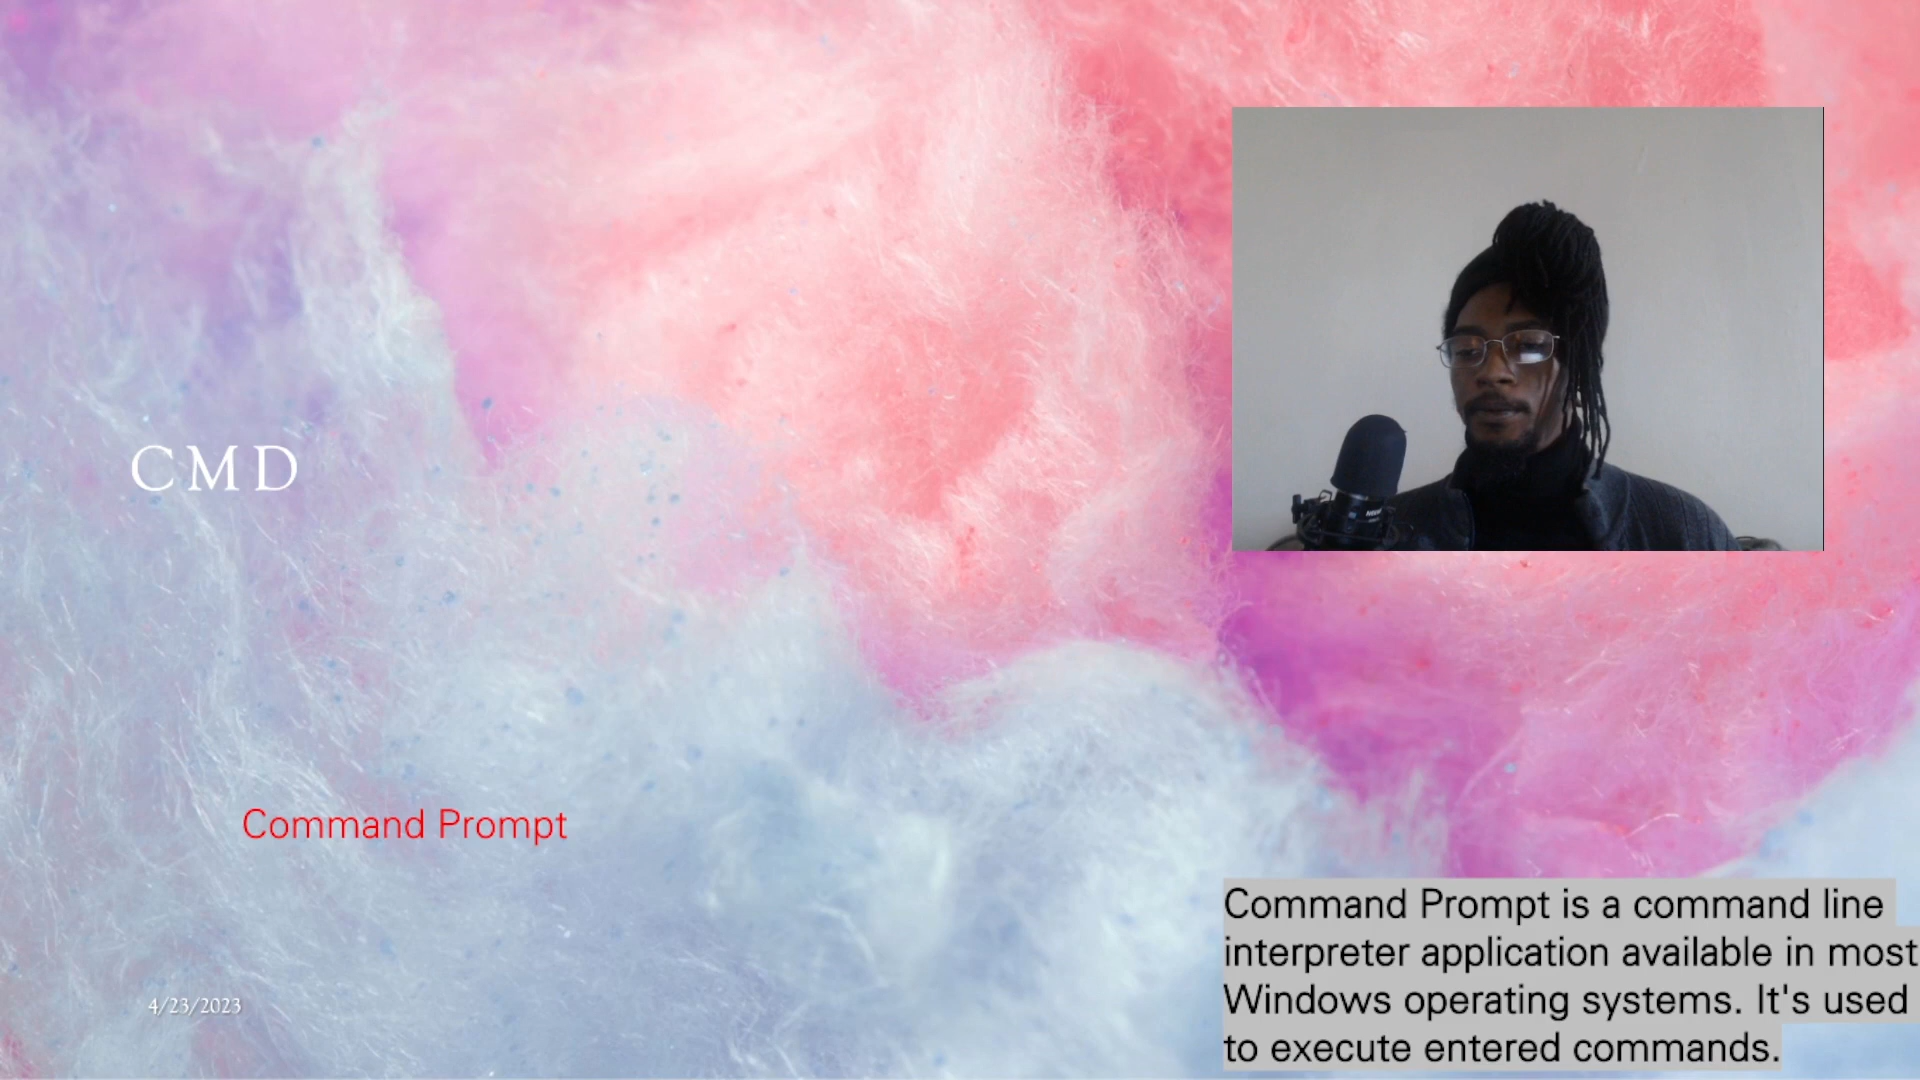 CMD
Command Prompt
4/23/2023
Command Prompt is a command line
interpreter application available in most
Windows operating systems. It's used
to execute entered commands.